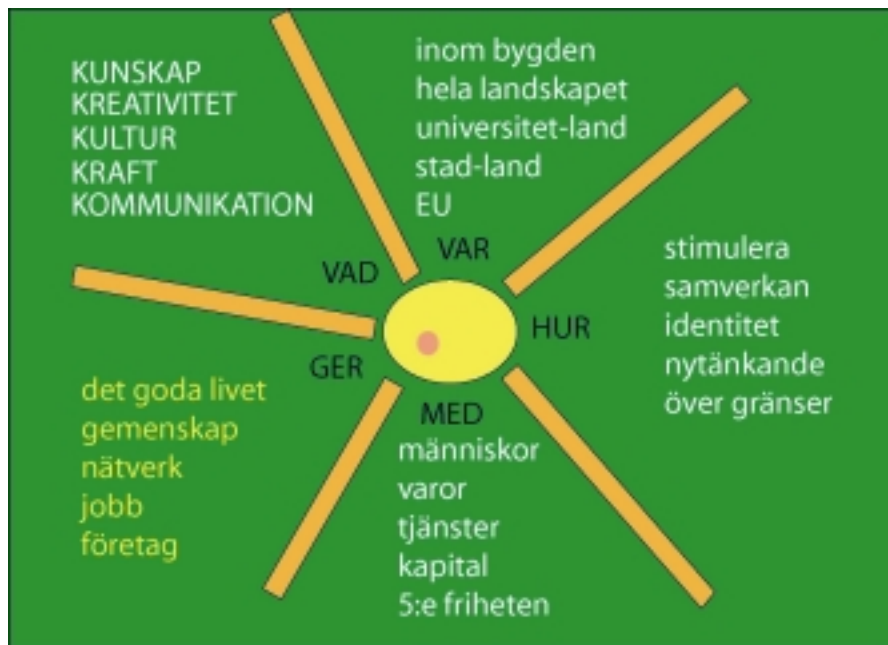 KUNSKAP
KREATIVITET
KULTUR
KRAFT
KOMMUNIKATION
VAD
inom bygden
hela landskapet
universitet-land
stad-land
EU
VAR
HUR
stimulera
samverkan
identitet
nytänkande
över gränser
MED
människor
varor
tjänster
kapital
5:e friheten
GER
det goda livet
gemenskap
nätverk
jobb
företag